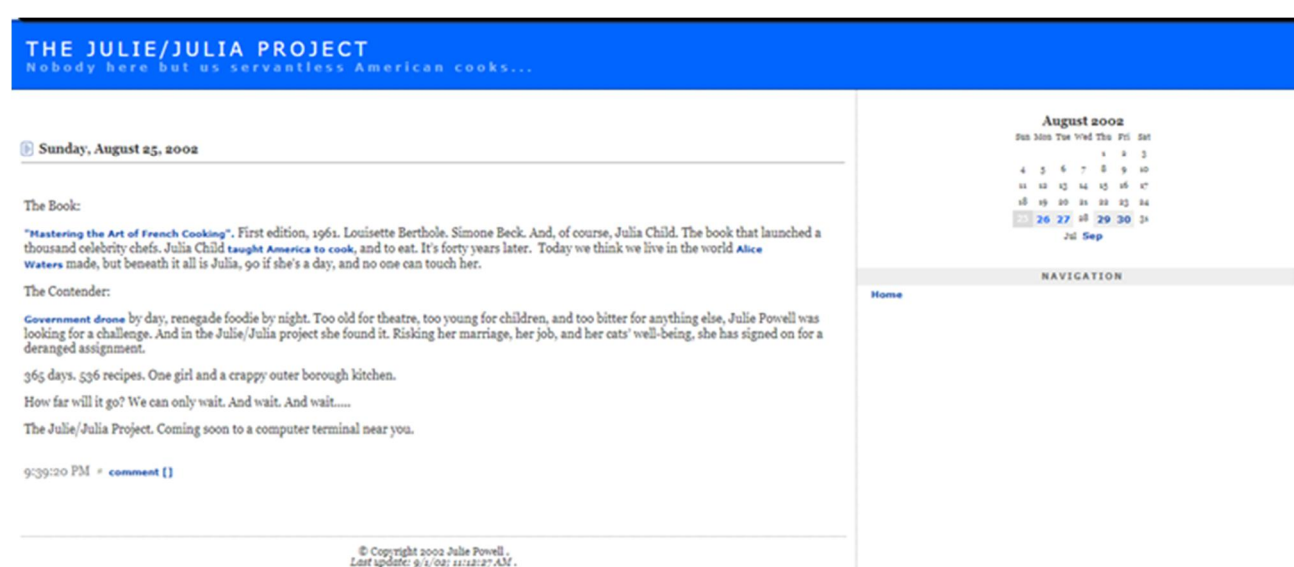 THE JULIE/JULIA PROJECT
Nobody here but us servantless American cooks...
Sunday, August 25, 2002
The Book:
"Mastering the Art of French Cooking". First edition, 1961. Louisette Berthole. Simone Beck. And, of course, Julia Child. The book that launched a
thousand celebrity chefs. Julia Child taught America to cook, and to eat. It's forty years later. Today we think we live in the world Alice
Waters made, but beneath it all is Julia, 90 if she's a day, and no one can touch her.
The Contender:
Government drone by day, renegade foodie by night. Too old for theatre, too young for children, and too bitter for anything else, Julie Powell was
looking for a challenge. And in the Julie/Julia project she found it. Risking her marriage, her job, and her cats' well-being, she has signed on for a
deranged assignment.
365 days. 536 recipes. One girl and a crappy outer borough kitchen.
How far will it go? We can only wait. And wait. And wait.....
The Julie/Julia Project. Coming soon to a computer terminal near you.
9:39:20 PM # comment []
© Copyright 2002 Julie Powell .
Last update: 9/1/02; 11:12:27 AM .
August 2002
Sun Mon Tue Wed Thu Fri Sat
1 2 3
4 5 6 7 8 9 10
11 12 13 14 15 16 17
18 19 20 21 22 23 24
25 26 27 28 29 30 31
Jul Sep
NAVIGATION
Home